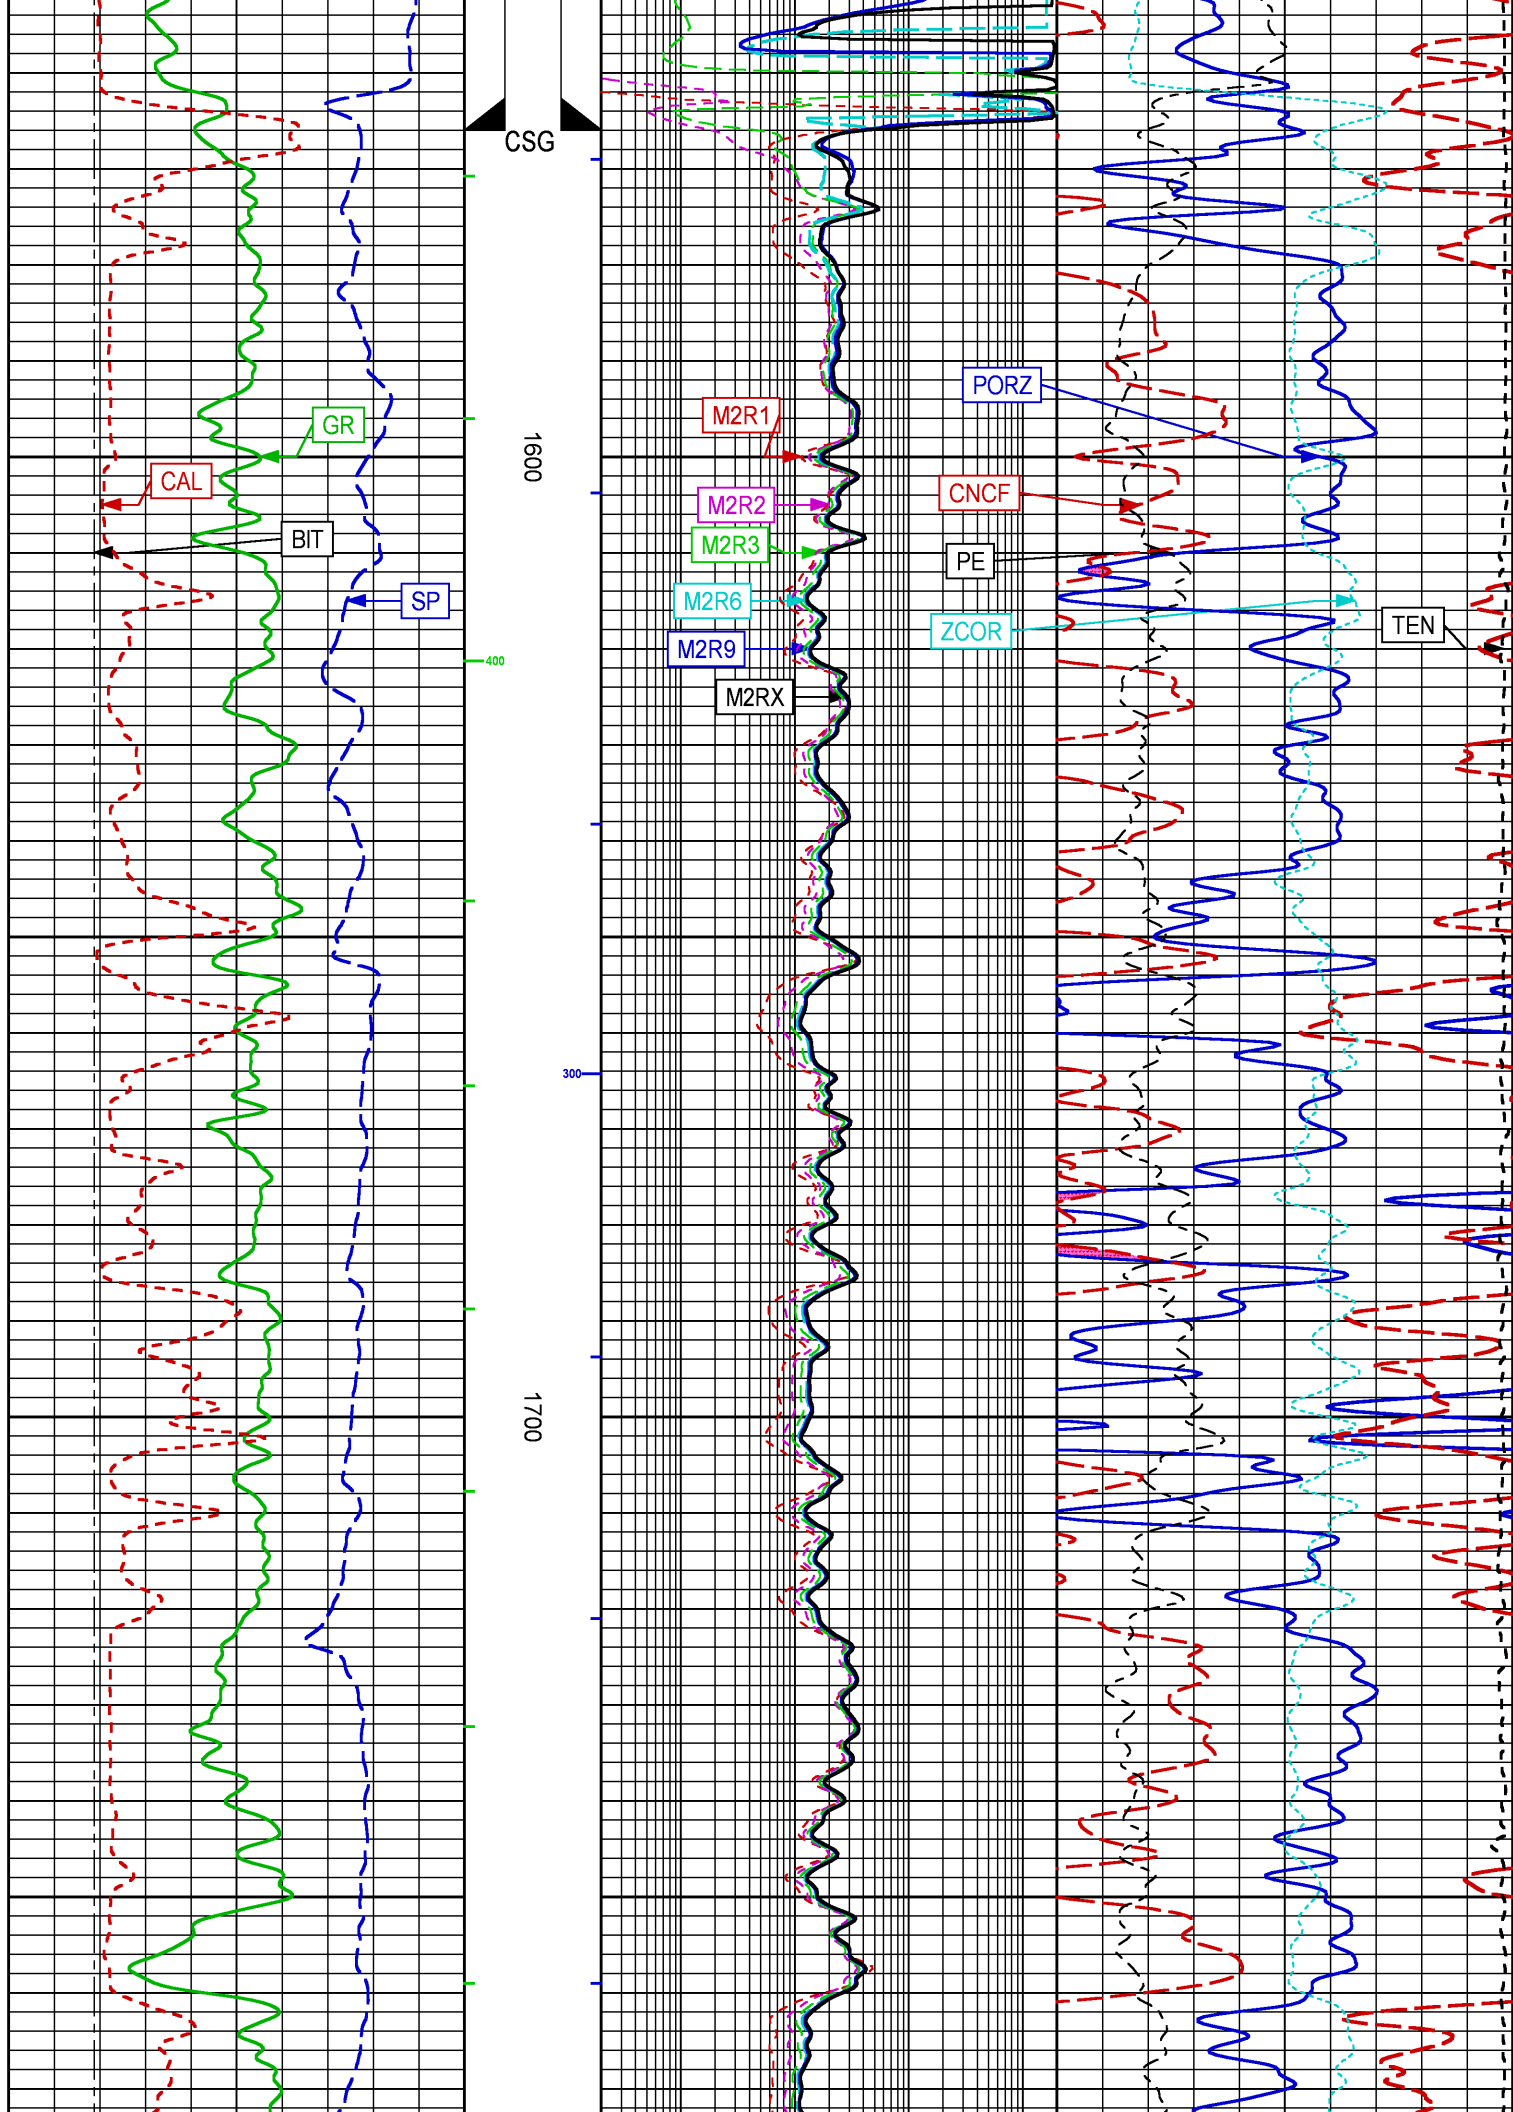 CSG
PORZ
M2R1
GR
1600
CAL
CNCF
M2R2
BIT
M2R3
PE
SP
M2R6
ZCOR
TEN
M2R9
400
M2RX
300
1700